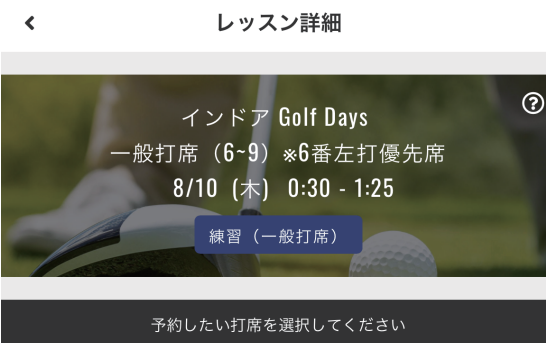 レッスン詳細
インドア Golf Days
一般打席（6~9）※6番左打優先席
8/10 (木) 0:30 - 1:25
練習（一般打席）
予約したい打席を選択してください